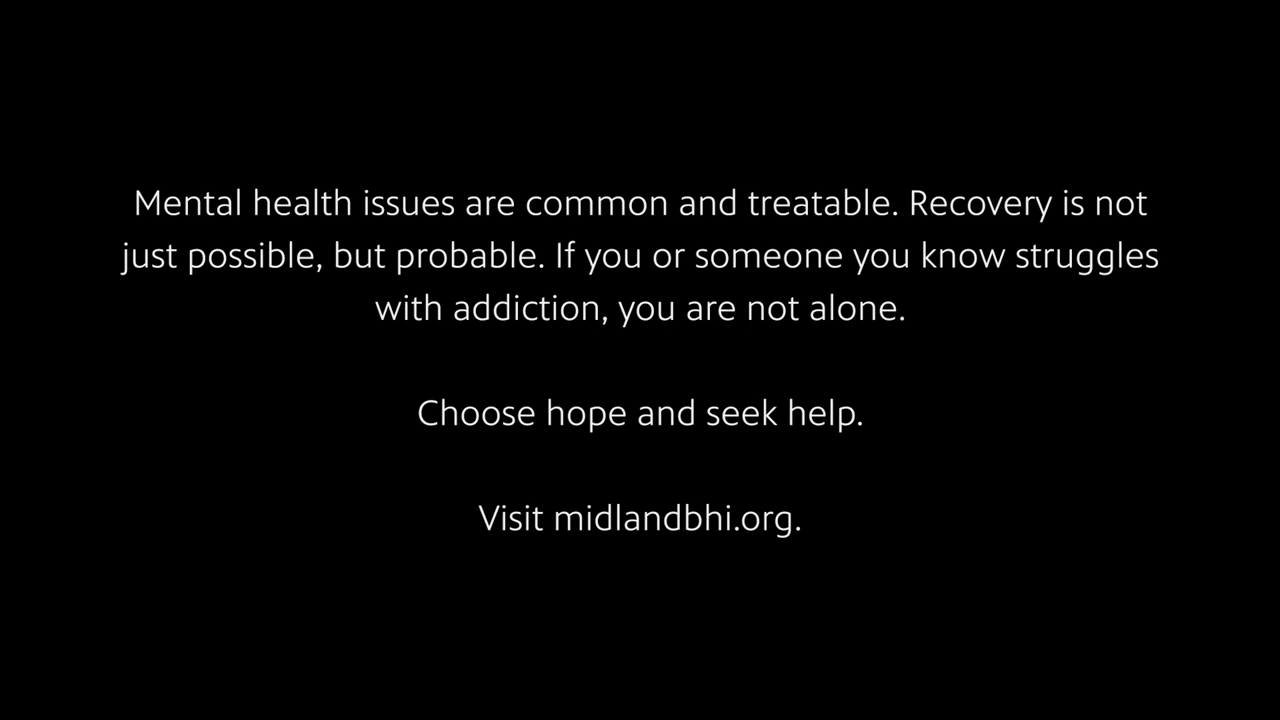 Mental health issues are common and treatable. Recovery is not
just possible, but probable. If you or someone you know struggles
with addiction, you are not alone.
Choose hope and seek help.
Visit midlandbhi.org.